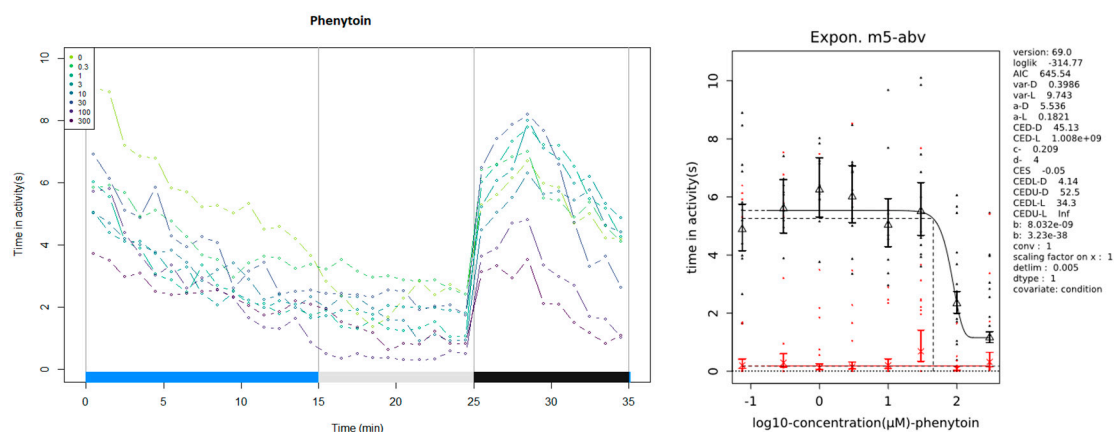 Phenytoin
10
8
6
4
2
0
Time in activity(s)
0
0.3
1
3
10
30
100
300
0
5
10
15
20
25
30
35
Time (min)
Expon. m5-abv
10
8
6
4
2
0
time in activity(s)
-1
0
1
2
log10-concentration(μM)-phenytoin
version: 69.0
loglik -314.77
AIC 645.54
var-D 0.3986
var-L 9.743
a-D 5.536
a-L 0.1821
CED-D 45.13
CED-L 1.008e+09
c- 0.209
d- 4
CES -0.05
CEDL-D 4.14
CEDU-D 52.5
CEDL-L 34.3
CEDU-L Inf
b: 8.032e-09
b: 3.23e-38
conv : 1
scaling factor on x : 1
detlim : 0.005
dtype : 1
covariate: condition